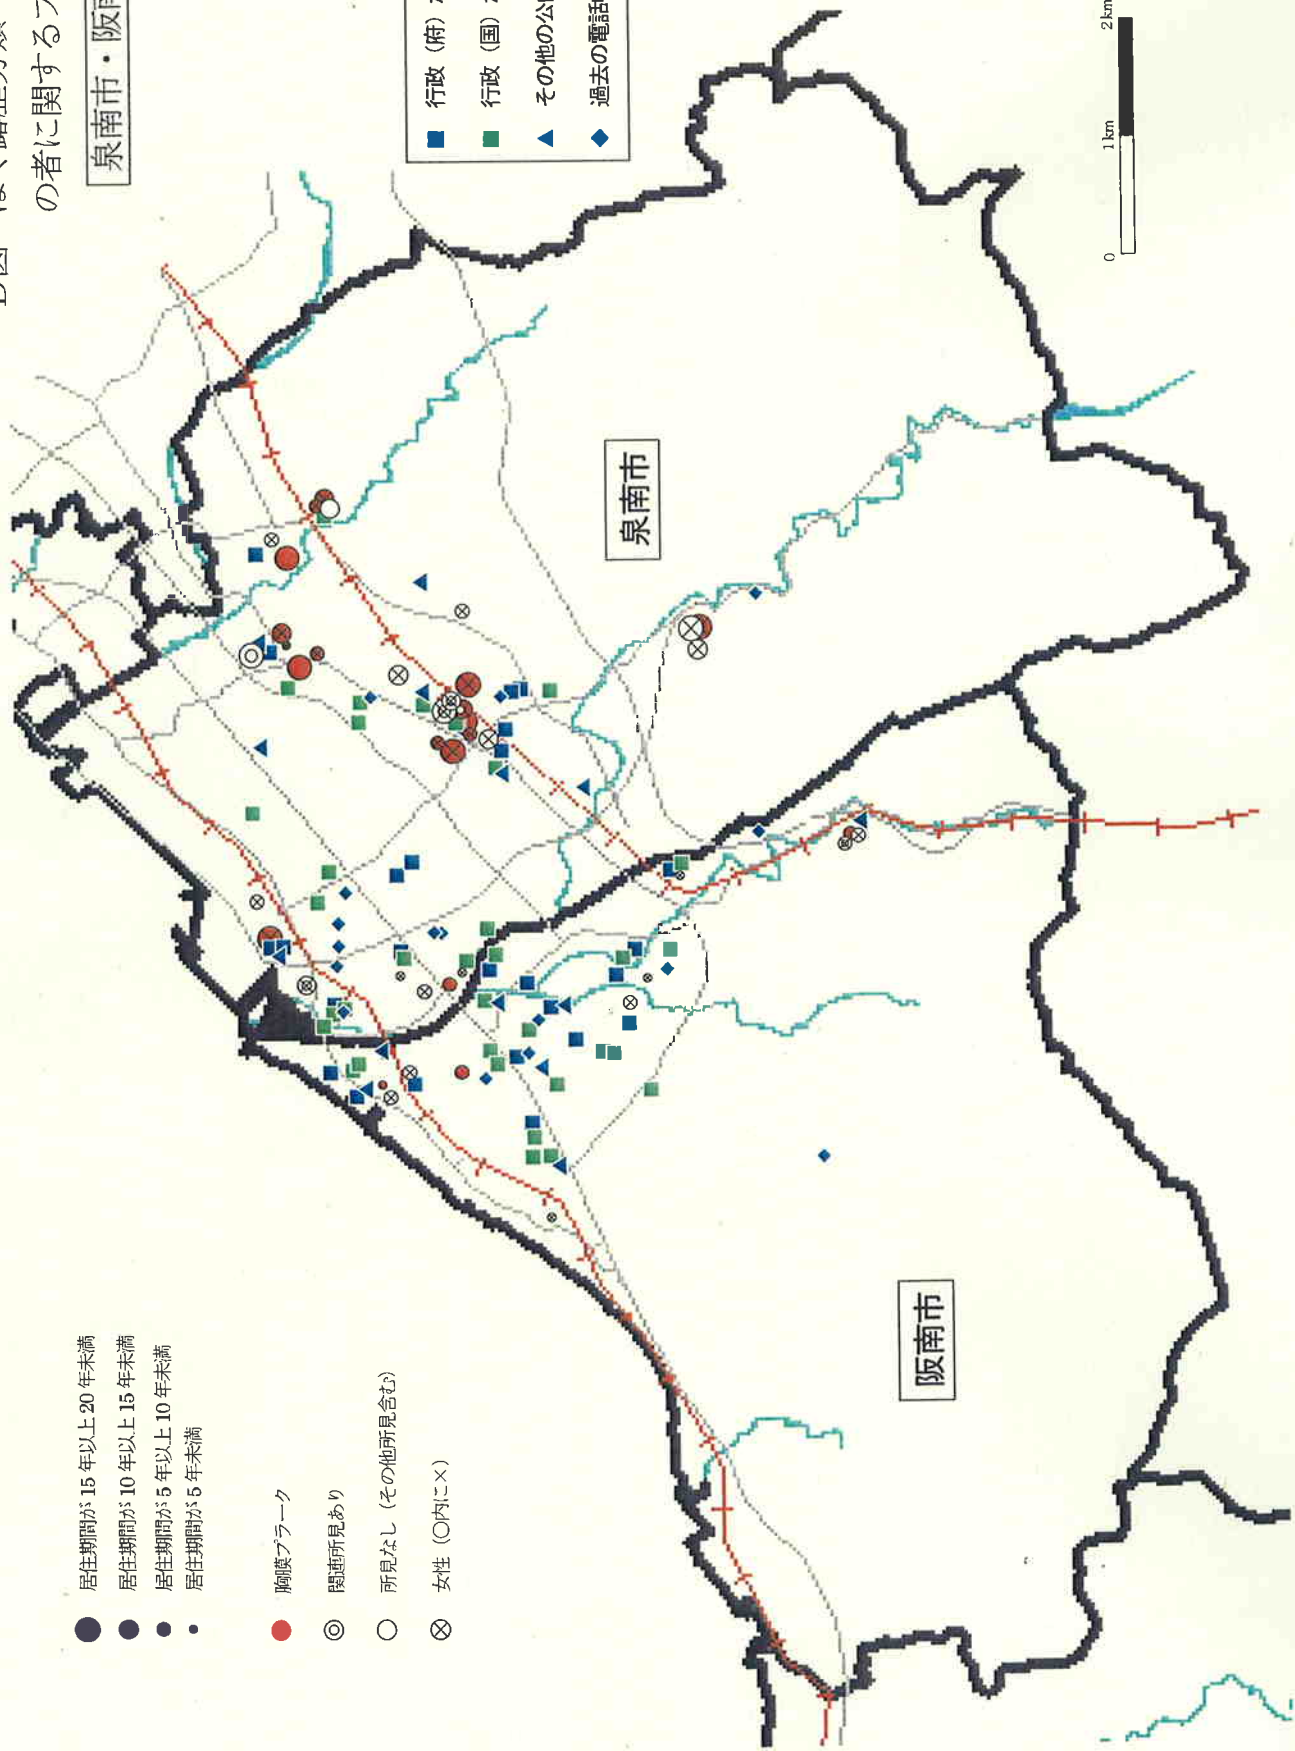 の者に関する
泉南市・阪南
居住期間が 15 年以上 20 年未満
居住期間が 10 年以上 15 年未満
居住期間が 5 年以上 10 年未満
居住期間が 5 年未満
胸膜プラーク
関連所見あり
所見なし（その他所見含む）
女性（○内に×）
行政（府）
行政（国）
その他の公
過去の電話
泉南市
阪南市
0 1km 2km